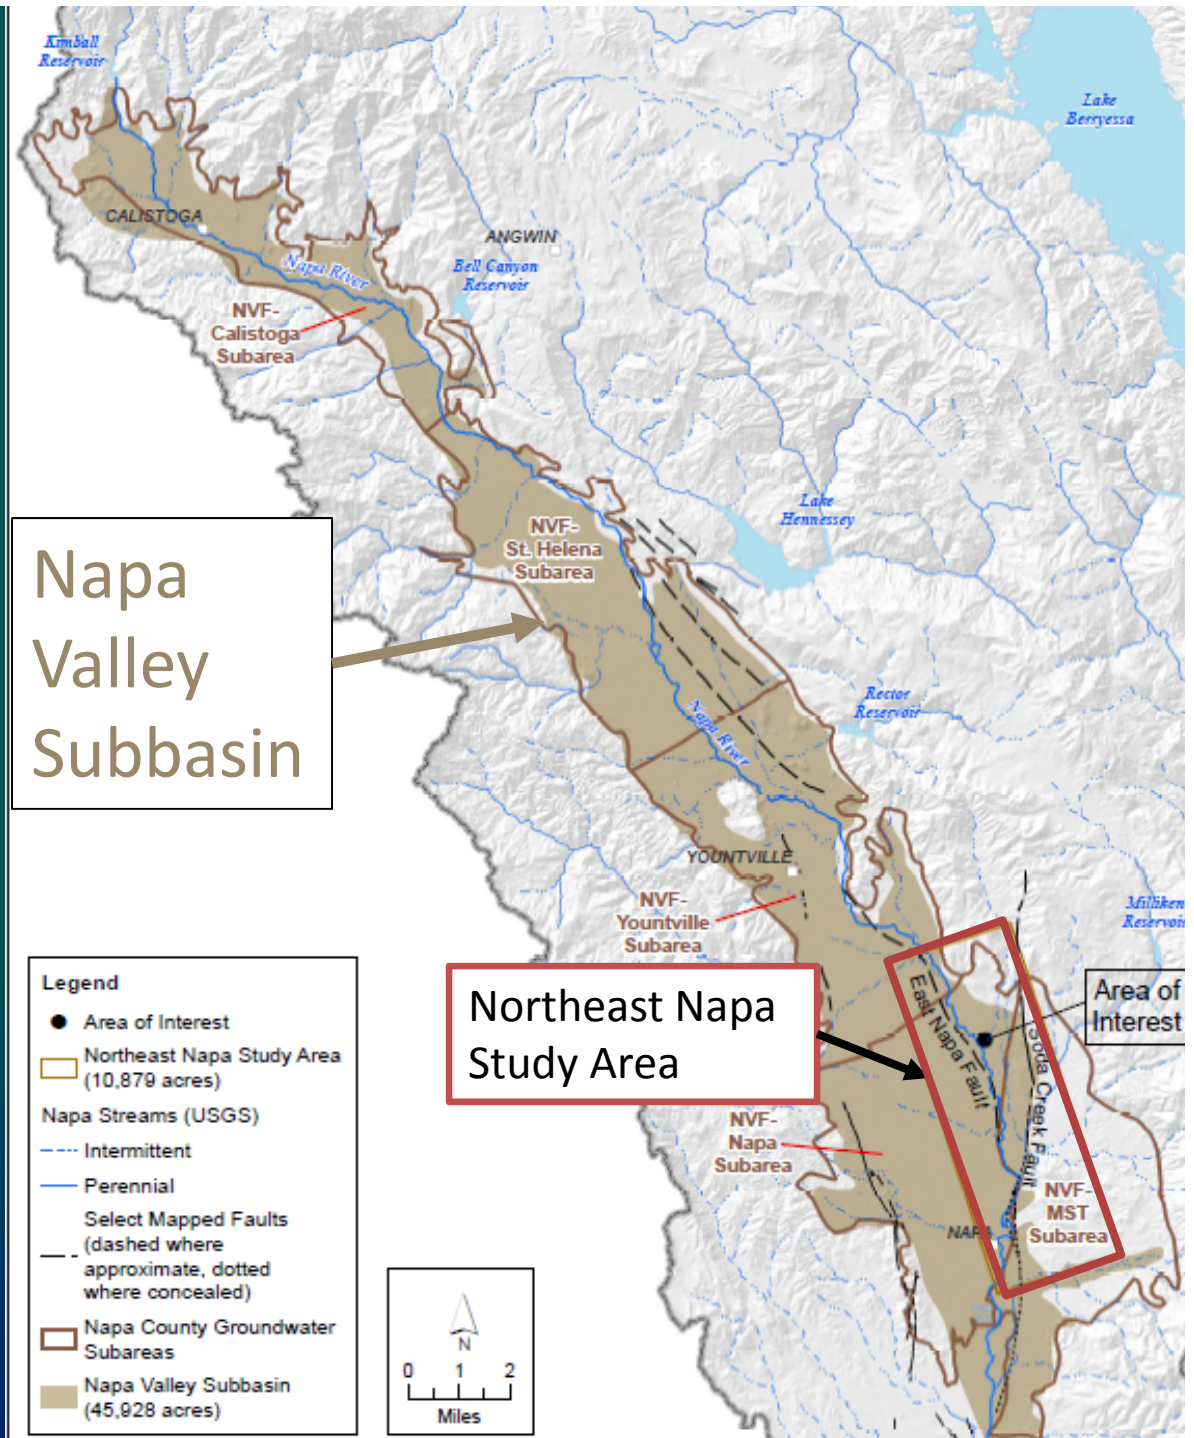 Kimball
Reservoir
Lake
Berryessa
CALISTOGA
ANGWIN
Napa River
Bell Canyon
Reservoir
NVF-
Calistoga
Subarea
Lake
Hennessey
NVF-
St. Helena
Subarea
Napa
Valley
Subbasin
Rector
Reservoir
Napa River
YOUNTVILLE
NVF-
Yountville
Subarea
Milliken
Reservoir
Northeast Napa
Study Area
East Napa Fault
Area of
Interest
Soda Creek Fault
NVF-
Napa
Subarea
NVF-
MST
Subarea
NAPA
Legend
Area of Interest
Northeast Napa Study Area
(10,879 acres)
Napa Streams (USGS)
Intermittent
Perennial
Select Mapped Faults
(dashed where
approximate, dotted
where concealed)
Napa County Groundwater
Subareas
Napa Valley Subbasin
(45,928 acres)
N
0 1 2
Miles